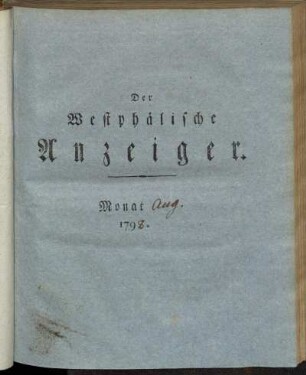 Der
Westphälische
Anzeiger.
Monat Aug.
1798.